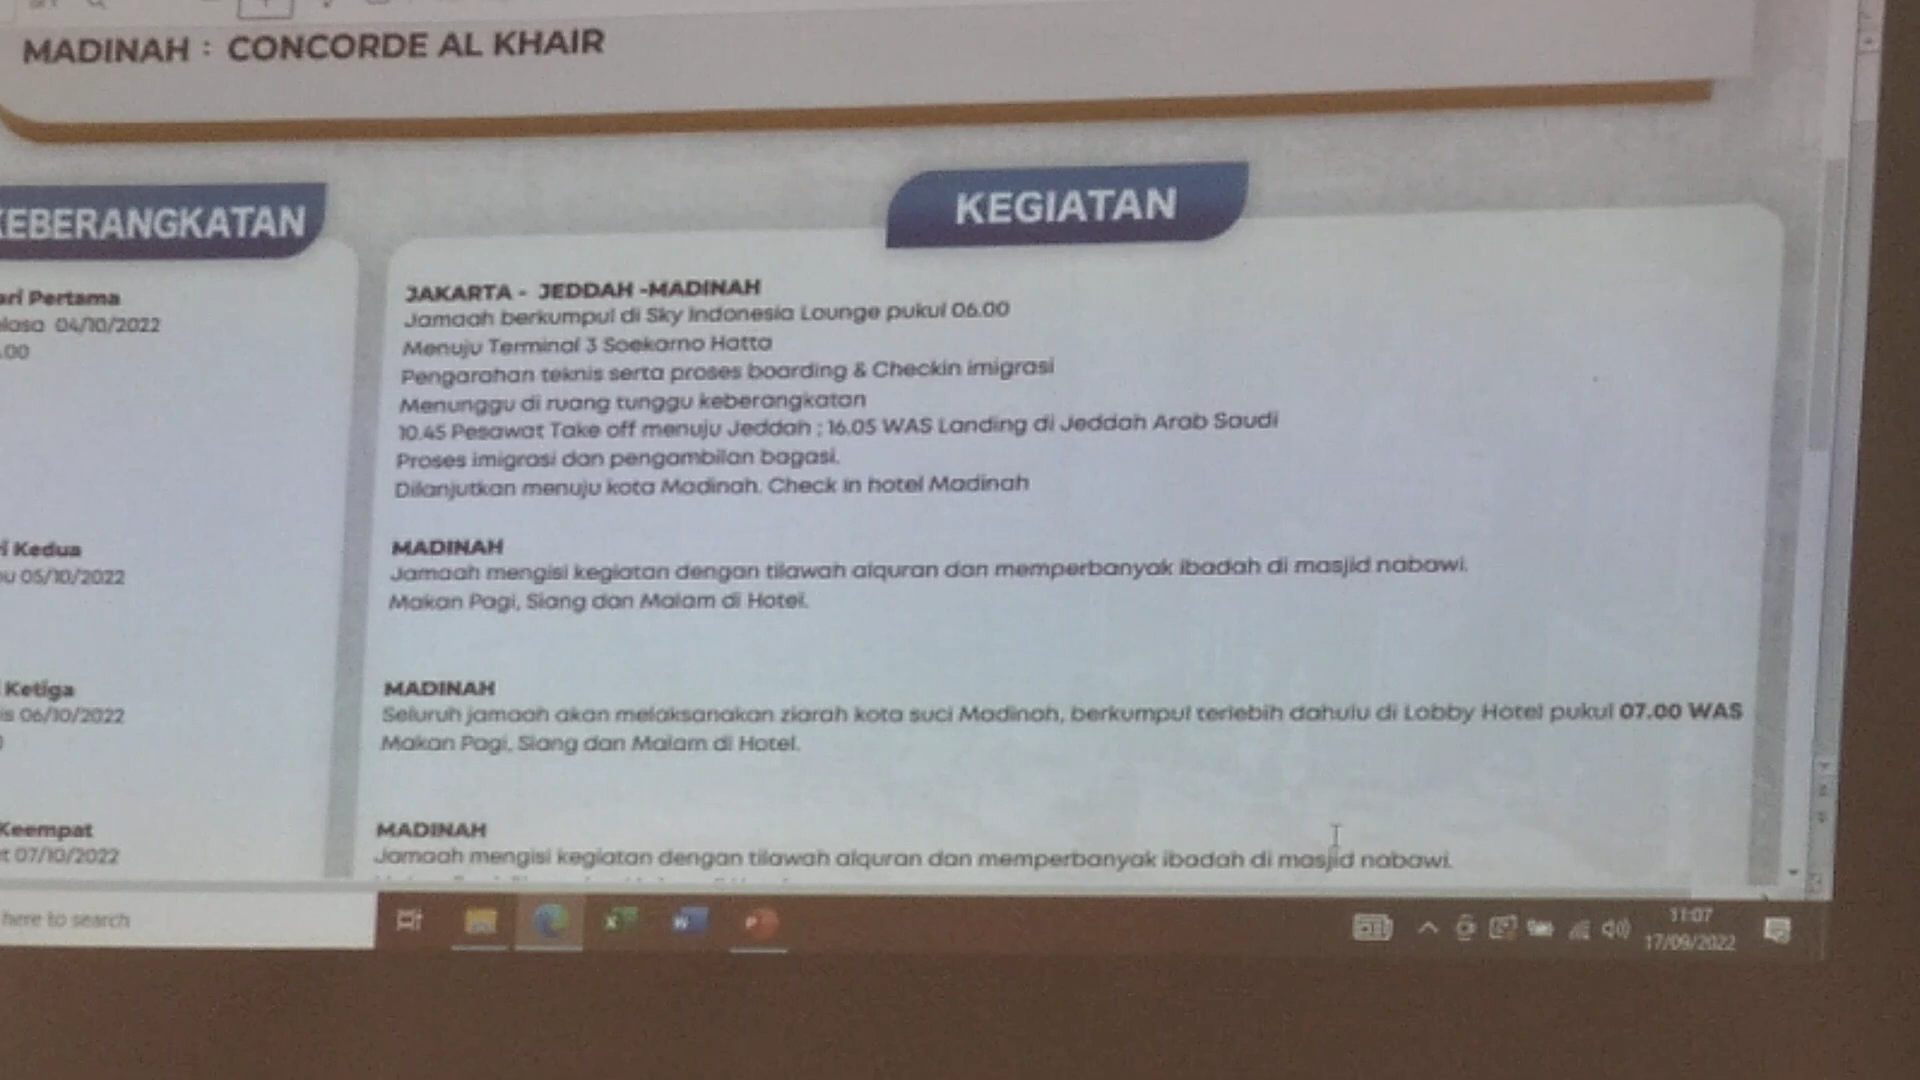 MADINAH : CONCORDE AL KHAIR
KEBERANGKATAN
KEGIATAN
ari Pertama
elasa 04/10/2022
.00
JAKARTA - JEDDAH -MADINAH
Jamaah berkumpul di Sky Indonesia Lounge pukul 06.00
Menuju Terminal 3 Soekarno Hatta
Pengarahan teknis serta proses boarding & Checkin imigrasi
Menunggu di ruang tunggu keberangkatan
10.45 Pesawat Take off menuju Jeddah ; 16.05 WAS Landing di Jeddah Arab Saudi
Proses imigrasi dan pengambilan bagasi.
Dilanjutkan menuju kota Madinah. Check in hotel Madinah
i Kedua
bu 05/10/2022
MADINAH
Jamaah mengisi kegiatan dengan tilawah alquran dan memperbanyak ibadah di masjid nabawi.
Makan Pagi, Siang dan Malam di Hotel.
Ketiga
is 06/10/2022
MADINAH
Seluruh jamaah akan melaksanakan ziarah kota suci Madinah, berkumpul terlebih dahulu di Lobby Hotel pukul 07.00 WAS
Makan Pagi, Siang dan Malam di Hotel.
Keempat
t 07/10/2022
MADINAH
Jamaah mengisi kegiatan dengan tilawah alquran dan memperbanyak ibadah di masjid nabawi.
here to search
11:07
17/09/2022